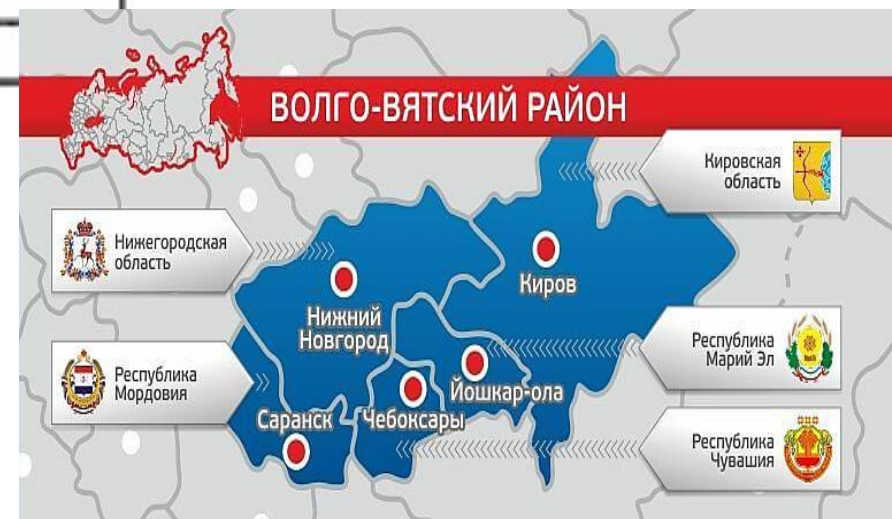 ВОЛГО-ВЯТСКИЙ РАЙОН
Кировская
область
Нижегородская
область
Киров
Нижний
Новгород
Республика
Марий Эл
Республика
Мордовия
Йошкар-ола
Саранск
Чебоксары
Республика
Чувашия